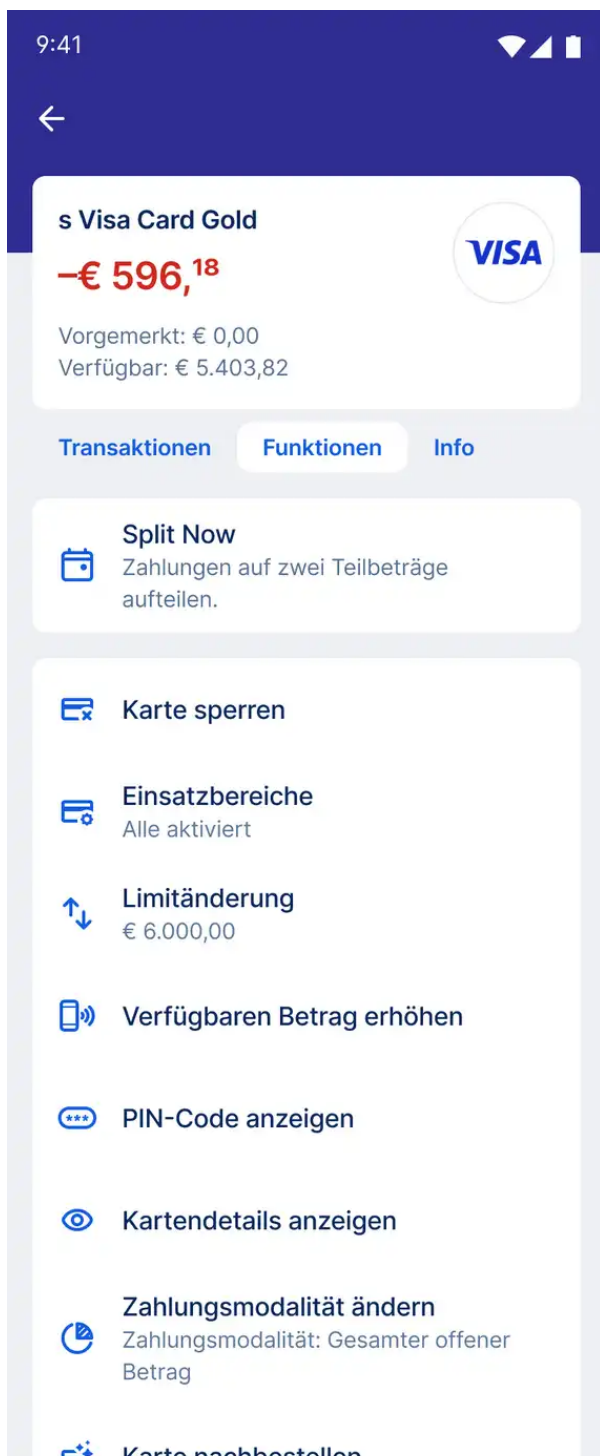 9:41
s Visa Card Gold
VISA
–€ 596,18
Vorgemerkt: € 0,00
Verfügbar: € 5.403,82
Transaktionen Funktionen Info
Split Now
Zahlungen auf zwei Teilbeträge
aufteilen.
Karte sperren
Einsatzbereiche
Alle aktiviert
Limitänderung
€ 6.000,00
Verfügbaren Betrag erhöhen
PIN-Code anzeigen
Kartendetails anzeigen
Zahlungsmodalität ändern
Zahlungsmodalität: Gesamter offener
Betrag
Karte nachbestellen